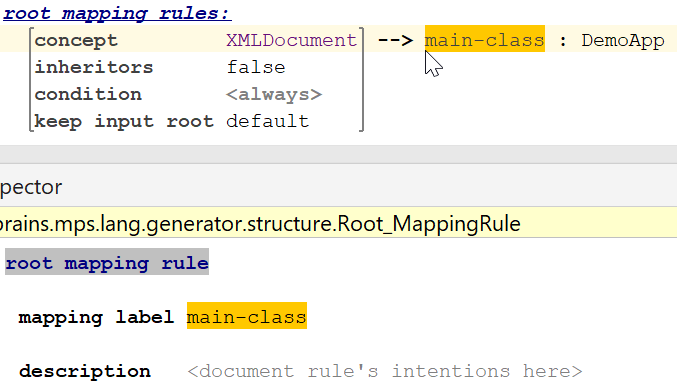 root mapping rules:
concept XMLDocument --> main-class : DemoApp
inheritors false
condition <always>
keep input root default
pector
brains.mps.lang.generator.structure.Root_MappingRule
root mapping rule
mapping label main-class
description <document rule's intentions here>